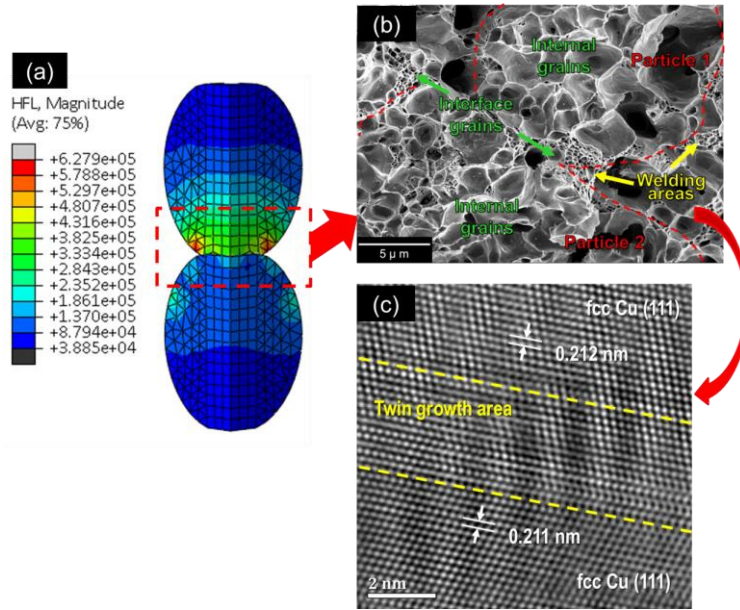 (a)
HFL, Magnitude
(Avg: 75%)
+6.279e+05
+5.788e+05
+5.297e+05
+4.807e+05
+4.316e+05
+3.825e+05
+3.334e+05
+2.843e+05
+2.352e+05
+1.861e+05
+1.370e+05
+8.794e+04
+3.885e+04
(b)
Internal
grains
Particle 1
Interface
grains
Welding
areas
Internal
grains
Particle 2
5 µm
(c)
fcc Cu (111)
0.212 nm
Twin growth area
0.211 nm
fcc Cu (111)
2 nm